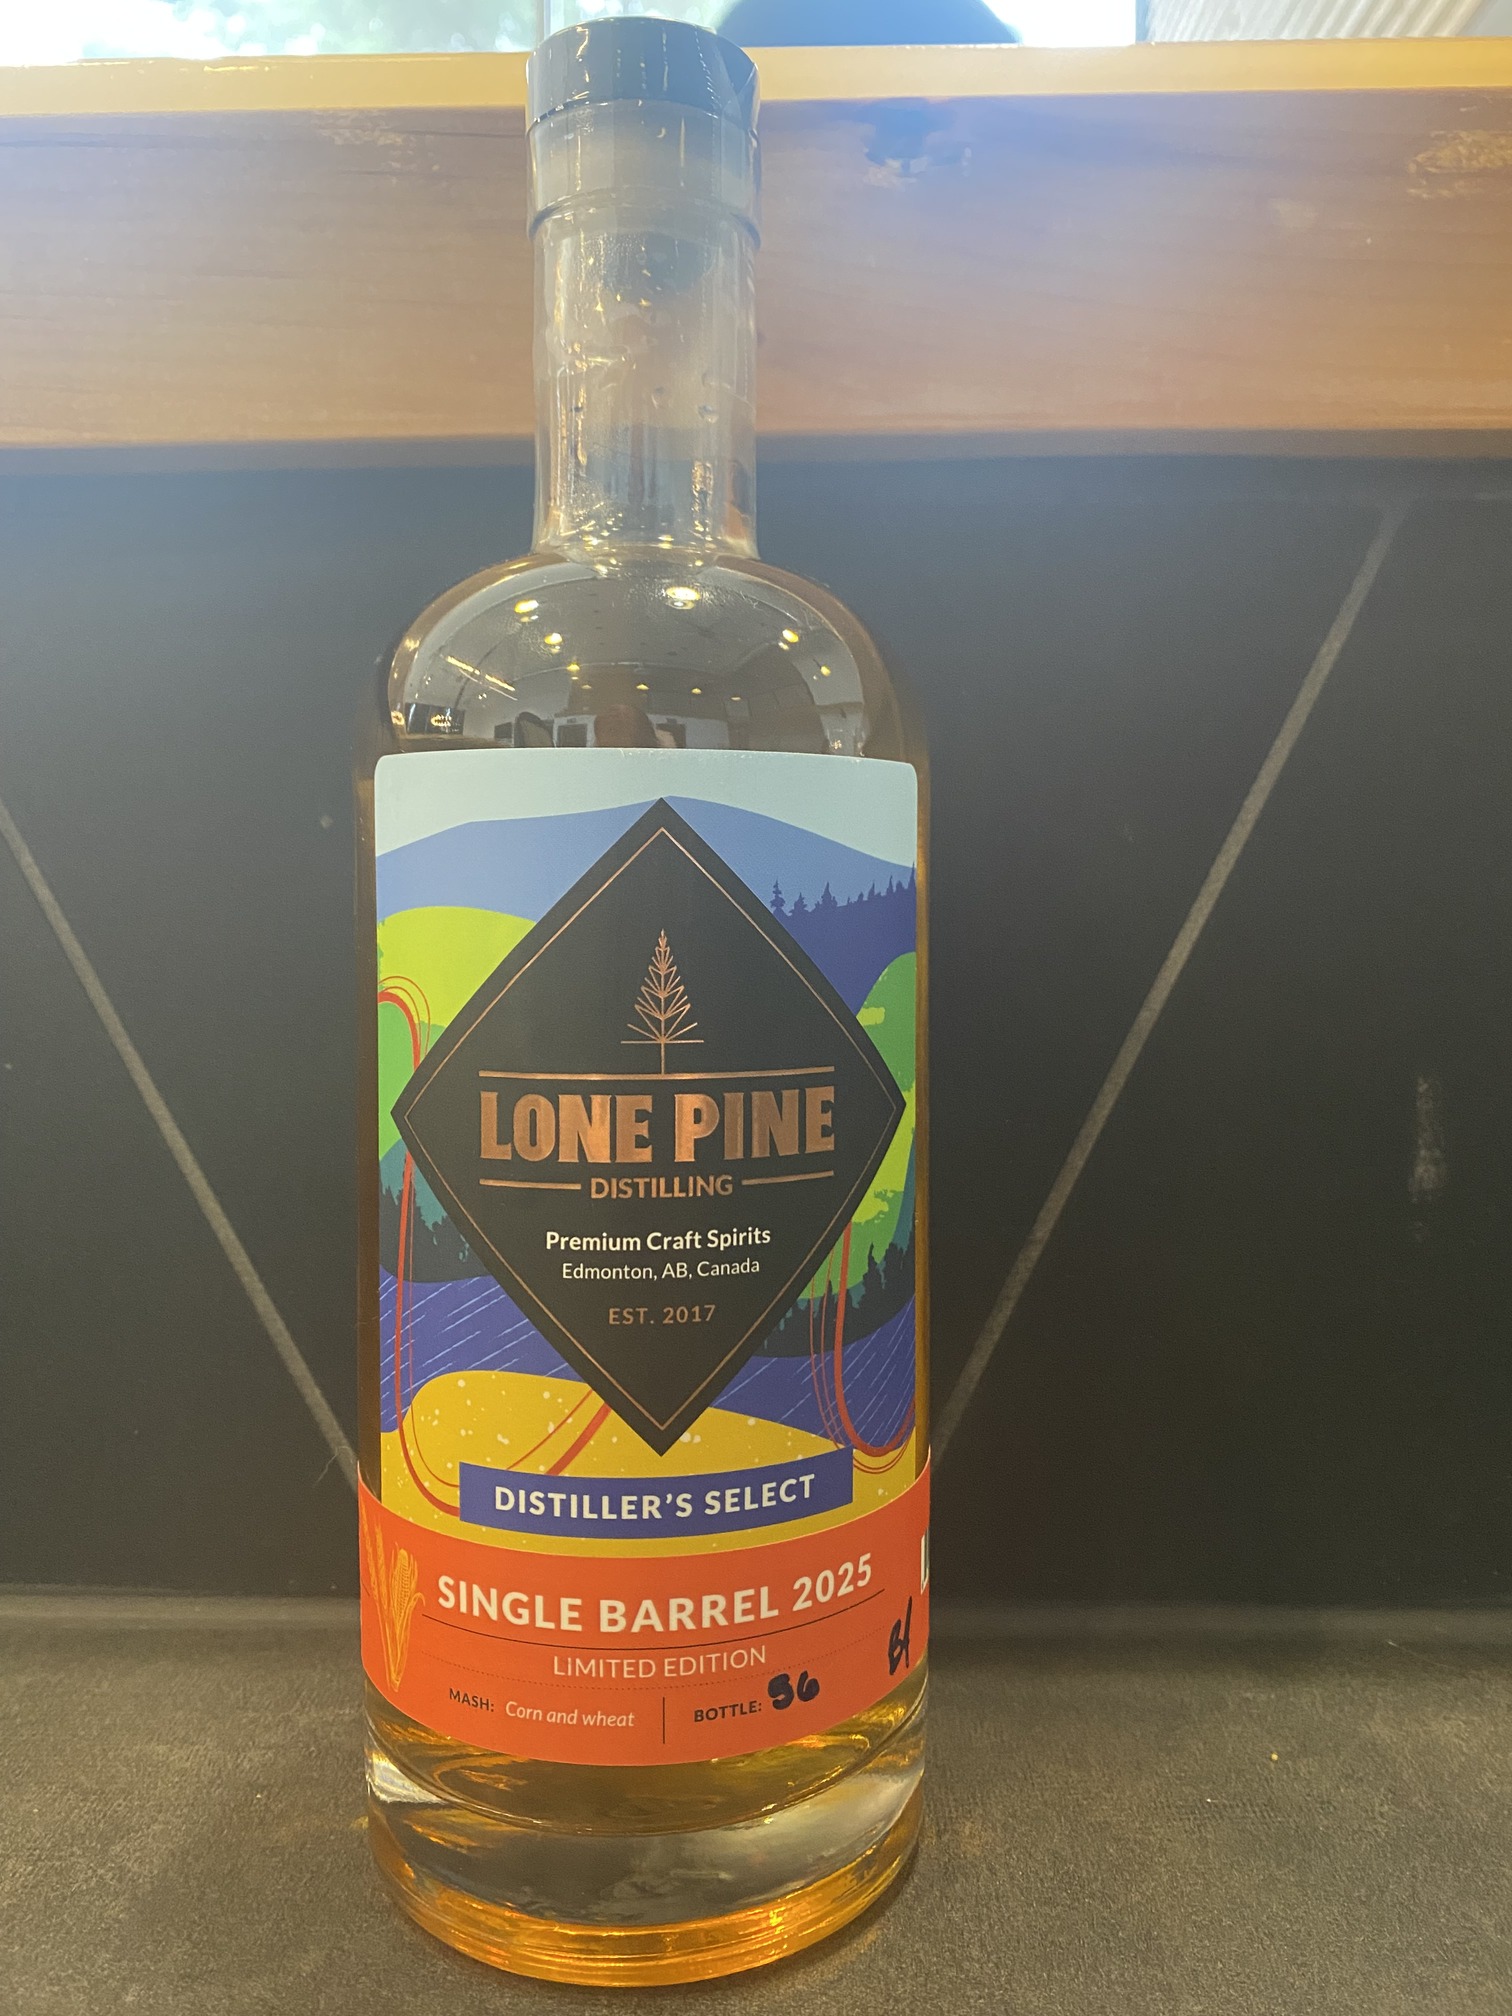 LONE PINE
DISTILLING
Premium Craft Spirits
Edmonton, AB, Canada
EST. 2017
DISTILLER'S SELECT
SINGLE BARREL 2025
LIMITED EDITION
MASH: Corn and wheat
BOTTLE: 56